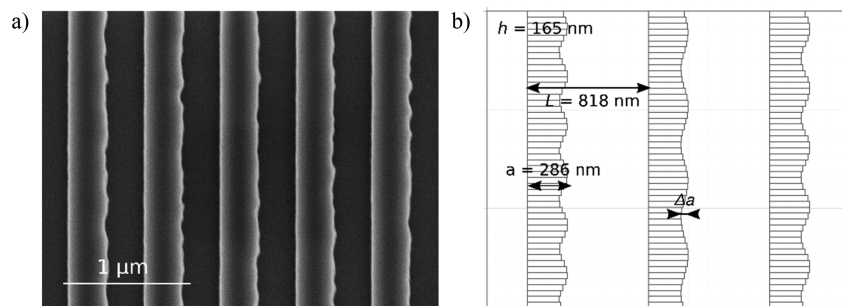 a)
1 µm
b)
h = 165 nm
L = 818 nm
a = 286 nm
Δa